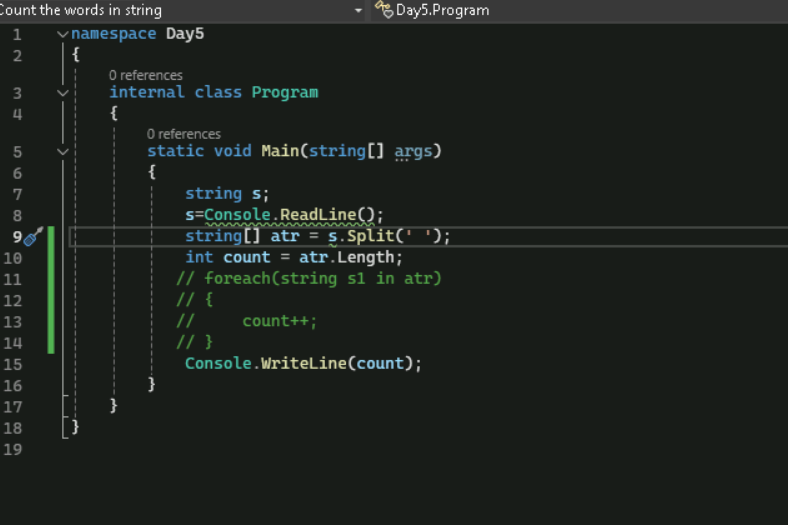 Count the words in string Day5.Program
1 namespace Day5
2 {
0 references
3 internal class Program
4 {
0 references
5 static void Main(string[] args)
6 {
7 string s;
8 s=Console.ReadLine();
9 string[] atr = s.Split(' ');
10 int count = atr.Length;
11 // foreach(string s1 in atr)
12 // {
13 //     count++;
14 // }
15 Console.WriteLine(count);
16 }
17 }
18 }
19